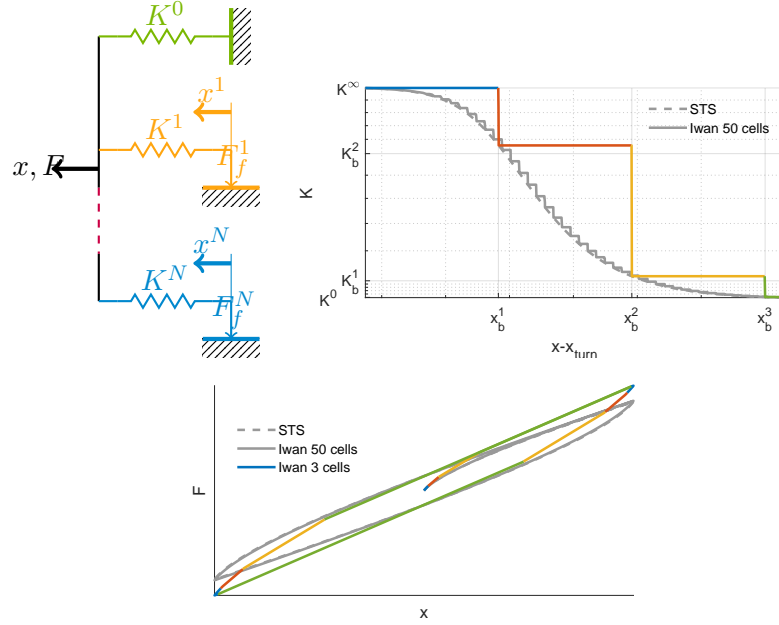 K^0
x^1
K^1
F_f^1
x, F
x^N
K^N
F_f^N
K^∞
K_b^2
K
K_b^1
K^0
STS
Iwan 50 cells
x_b^1
x_b^2
x_b^3
x-x_turn
F
STS
Iwan 50 cells
Iwan 3 cells
x